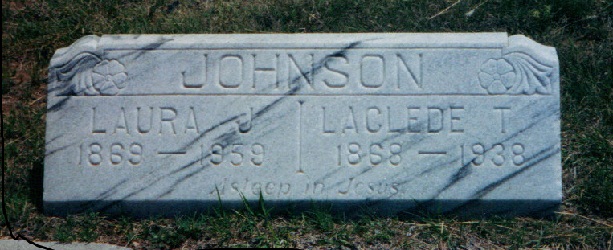 JOHNSON
LAURA J LACLEDE T
1869 — 1959 1868 — 1938
Asleep in Jesus